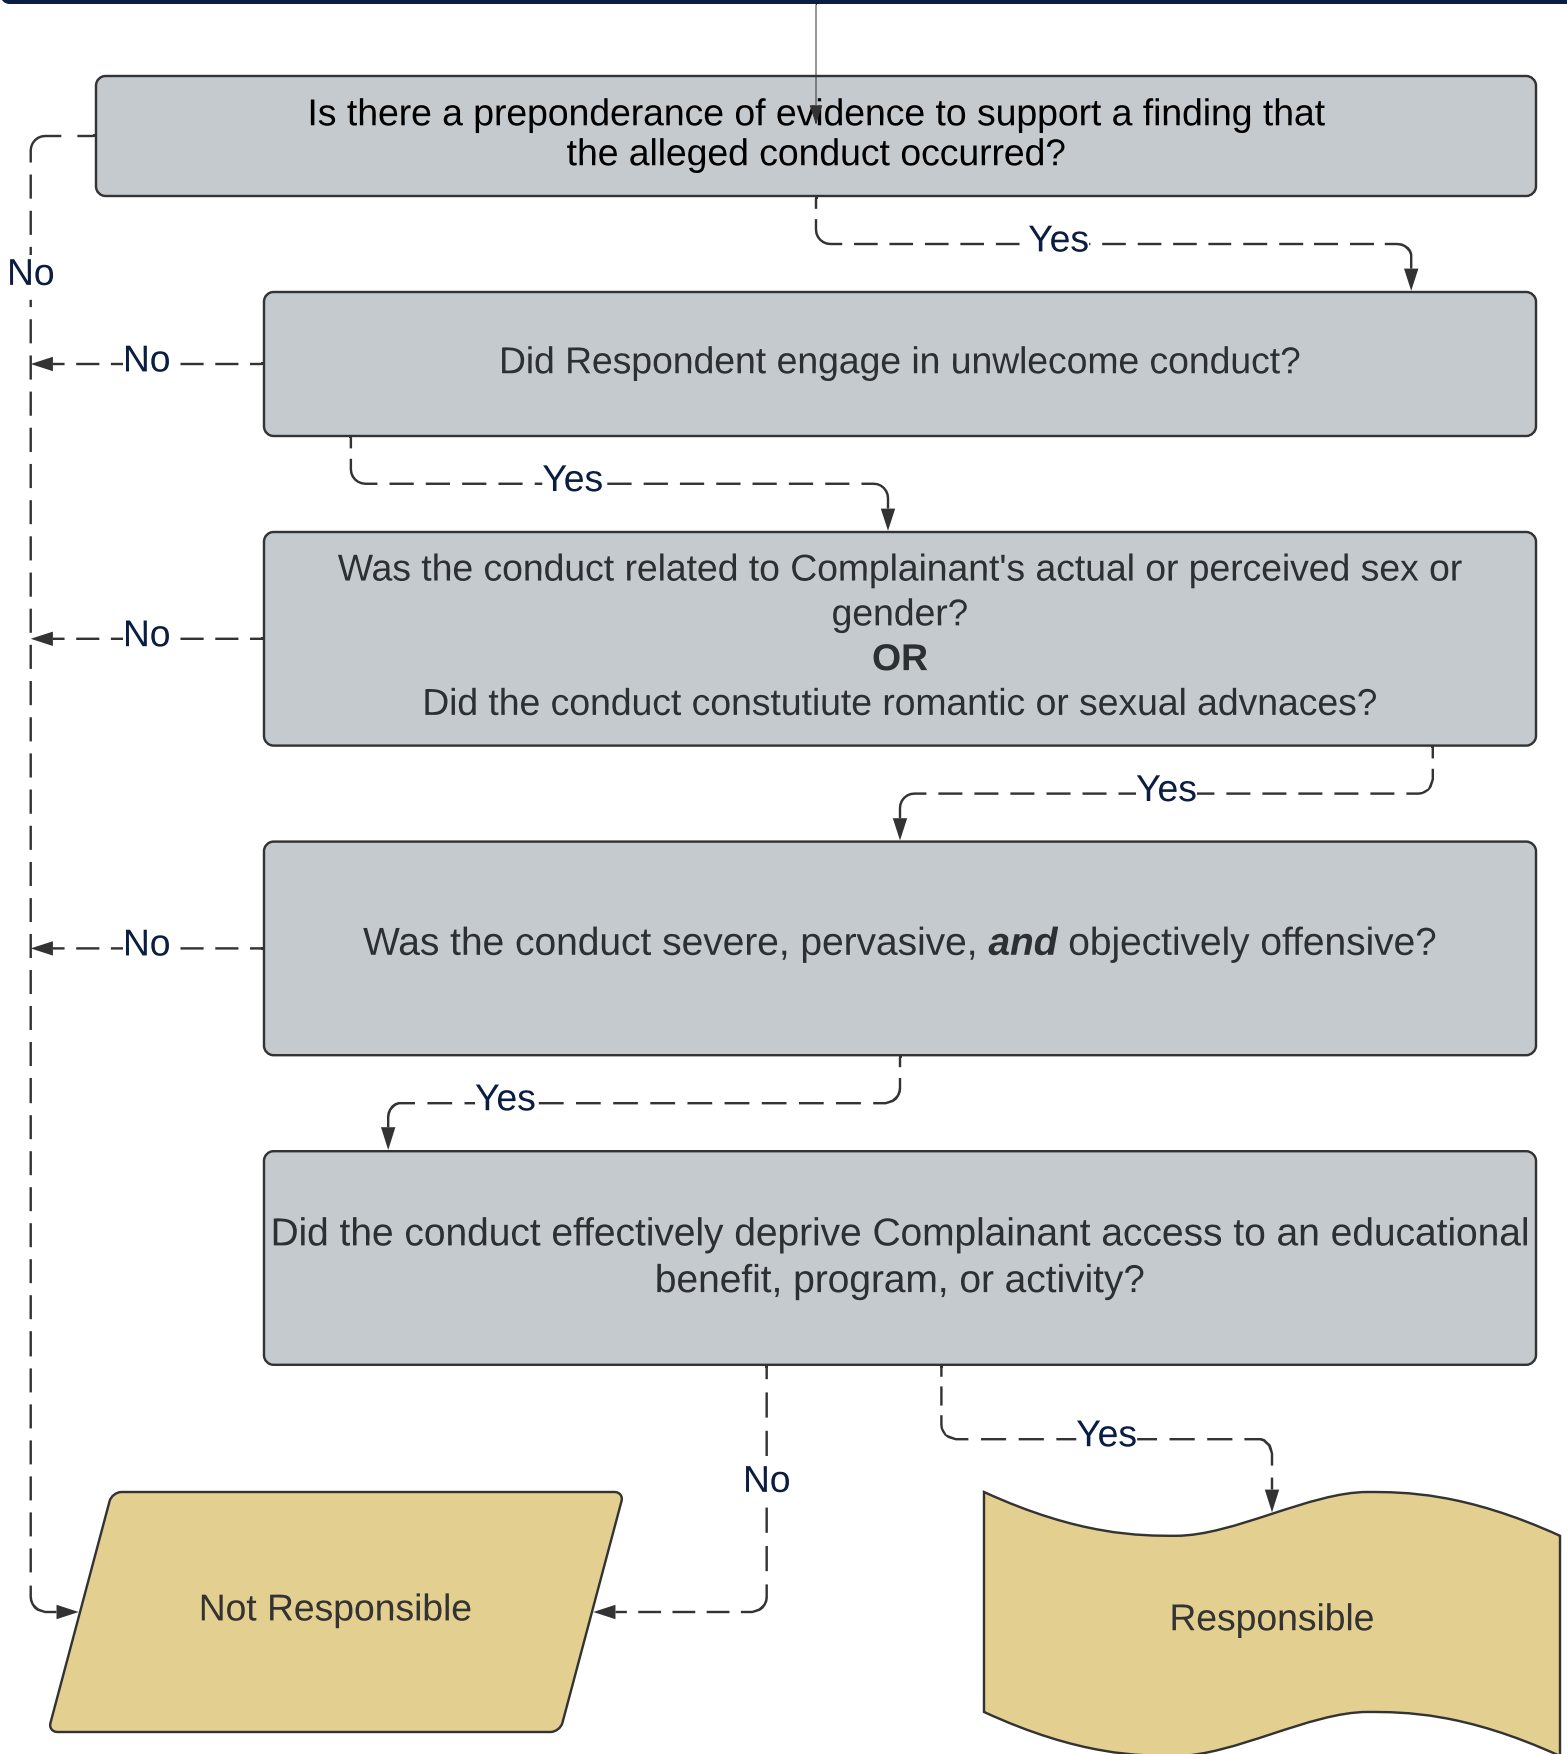 Is there a preponderance of evidence to support a finding that
the alleged conduct occurred?
Yes
No
Did Respondent engage in unwlecome conduct?
No
Yes
Was the conduct related to Complainant's actual or perceived sex or
gender?
OR
Did the conduct constutiute romantic or sexual advnaces?
No
Yes
Was the conduct severe, pervasive, and objectively offensive?
No
Yes
Did the conduct effectively deprive Complainant access to an educational
benefit, program, or activity?
Yes
No
Not Responsible
Responsible